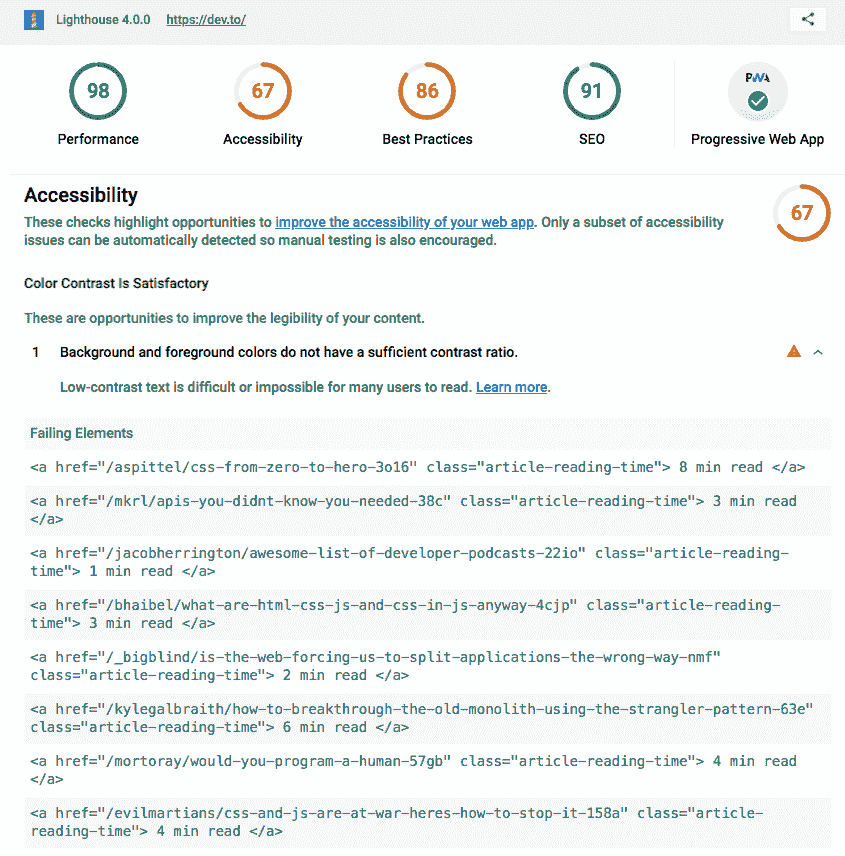 Lighthouse 4.0.0 https://dev.to/
98 67 86 91 PWA
Performance Accessibility Best Practices SEO Progressive Web App
Accessibility
67
These checks highlight opportunities to improve the accessibility of your web app. Only a subset of accessibility
issues can be automatically detected so manual testing is also encouraged.
Color Contrast Is Satisfactory
These are opportunities to improve the legibility of your content.
1 Background and foreground colors do not have a sufficient contrast ratio.
Low-contrast text is difficult or impossible for many users to read. Learn more.
Failing Elements
<a href="/aspittel/css-from-zero-to-hero-3o16" class="article-reading-time"> 8 min read </a>
<a href="/mkrl/apis-you-didnt-know-you-needed-38c" class="article-reading-time"> 3 min read
</a>
<a href="/jacobherrington/awesome-list-of-developer-podcasts-22io" class="article-reading-
time"> 1 min read </a>
<a href="/bhaibel/what-are-html-css-js-and-css-in-js-anyway-4cjp" class="article-reading-
time"> 3 min read </a>
<a href="/_bigblind/is-the-web-forcing-us-to-split-applications-the-wrong-way-nmf"
class="article-reading-time"> 2 min read </a>
<a href="/kylegalbraith/how-to-breakthrough-the-old-monolith-using-the-strangler-pattern-63e"
class="article-reading-time"> 6 min read </a>
<a href="/mortoray/would-you-program-a-human-57gb" class="article-reading-time"> 4 min read
</a>
<a href="/evilmartians/css-and-js-are-at-war-heres-how-to-stop-it-158a" class="article-
reading-time"> 4 min read </a>